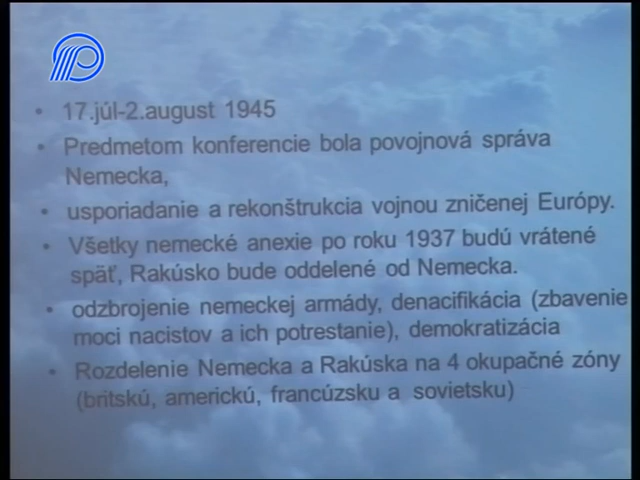 • 17.júl-2.august 1945
• Predmetom konferencie bola povojnová správa
Nemecka,
• usporiadanie a rekonštrukcia vojnou zničenej Európy.
• Všetky nemecké anexie po roku 1937 budú vrátené
späť, Rakúsko bude oddelené od Nemecka.
• odzbrojenie nemeckej armády, denacifikácia (zbavenie
moci nacistov a ich potrestanie), demokratizácia
• Rozdelenie Nemecka a Rakúska na 4 okupačné zóny
(britskú, americkú, francúzsku a sovietsku)